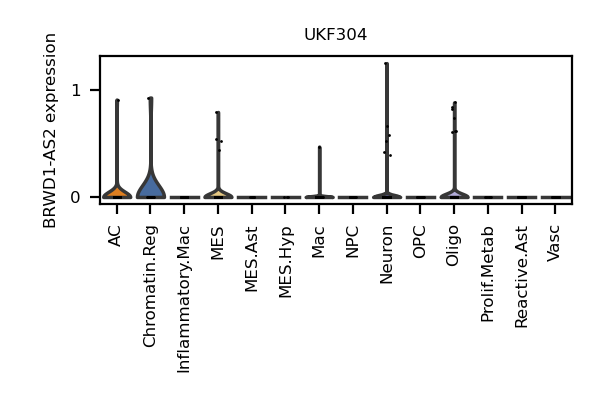 UKF304
BRWD1-AS2 expression
1
0
AC
Chromatin.Reg
Inflammatory.Mac
MES
MES.Ast
MES.Hyp
Mac
NPC
Neuron
OPC
Oligo
Prolif.Metab
Reactive.Ast
Vasc